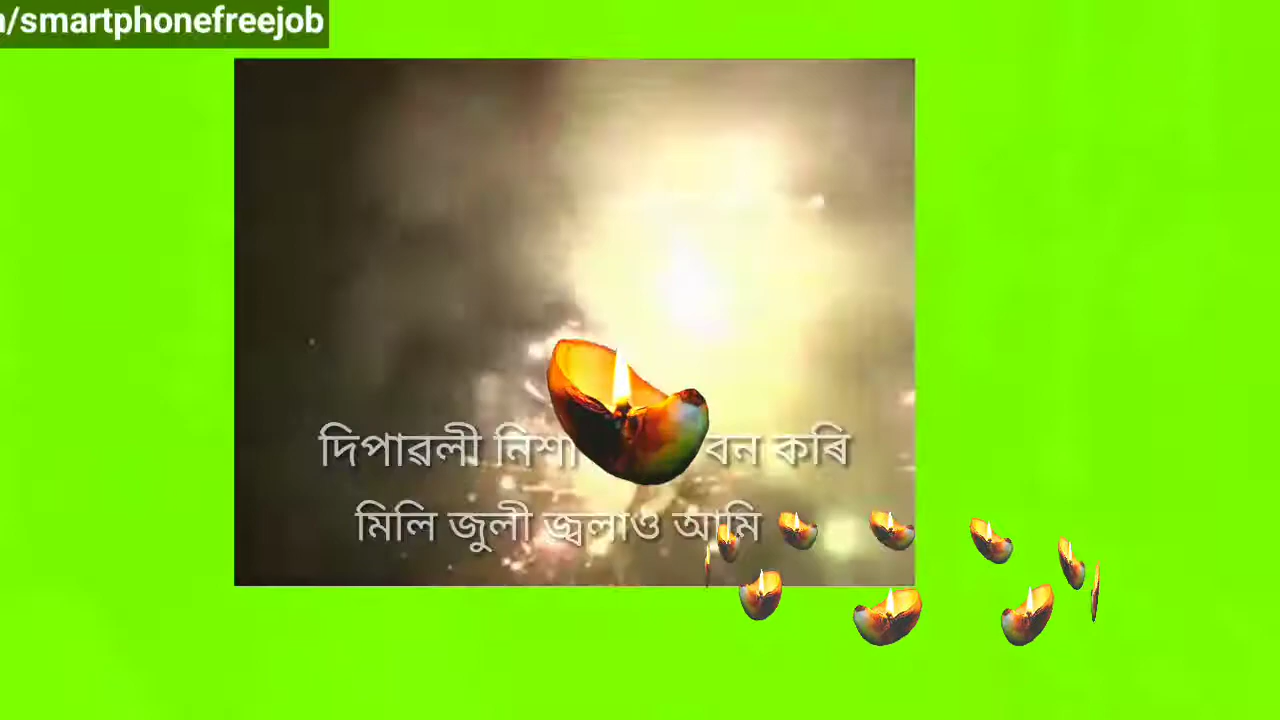 /smartphonefreejob
দিপাৱলী নিশা বন কৰি
মিলি জুলী জ্বলাও আমি